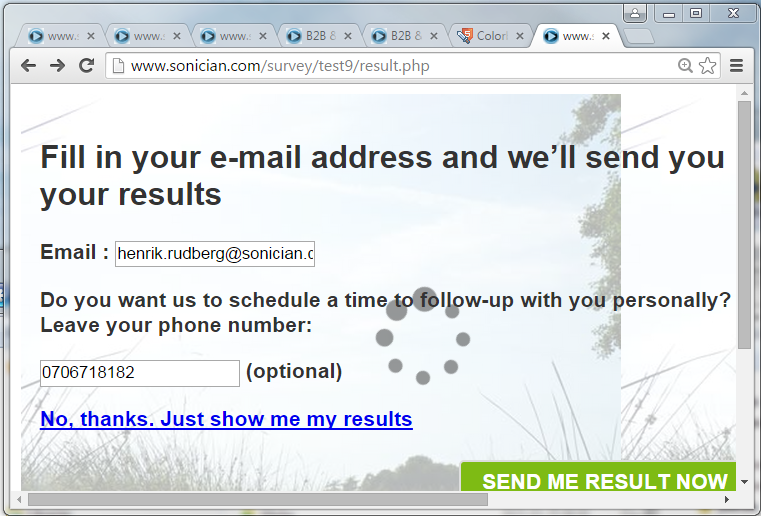 www.s
www.s
www.s
B2B &
B2B &
Colorl
www.s
www.sonician.com/survey/test9/result.php
Fill in your e-mail address and we’ll send you
your results
Email : henrik.rudberg@sonician.c
Do you want us to schedule a time to follow-up with you personally?
Leave your phone number:
0706718182 (optional)
No, thanks. Just show me my results
SEND ME RESULT NOW